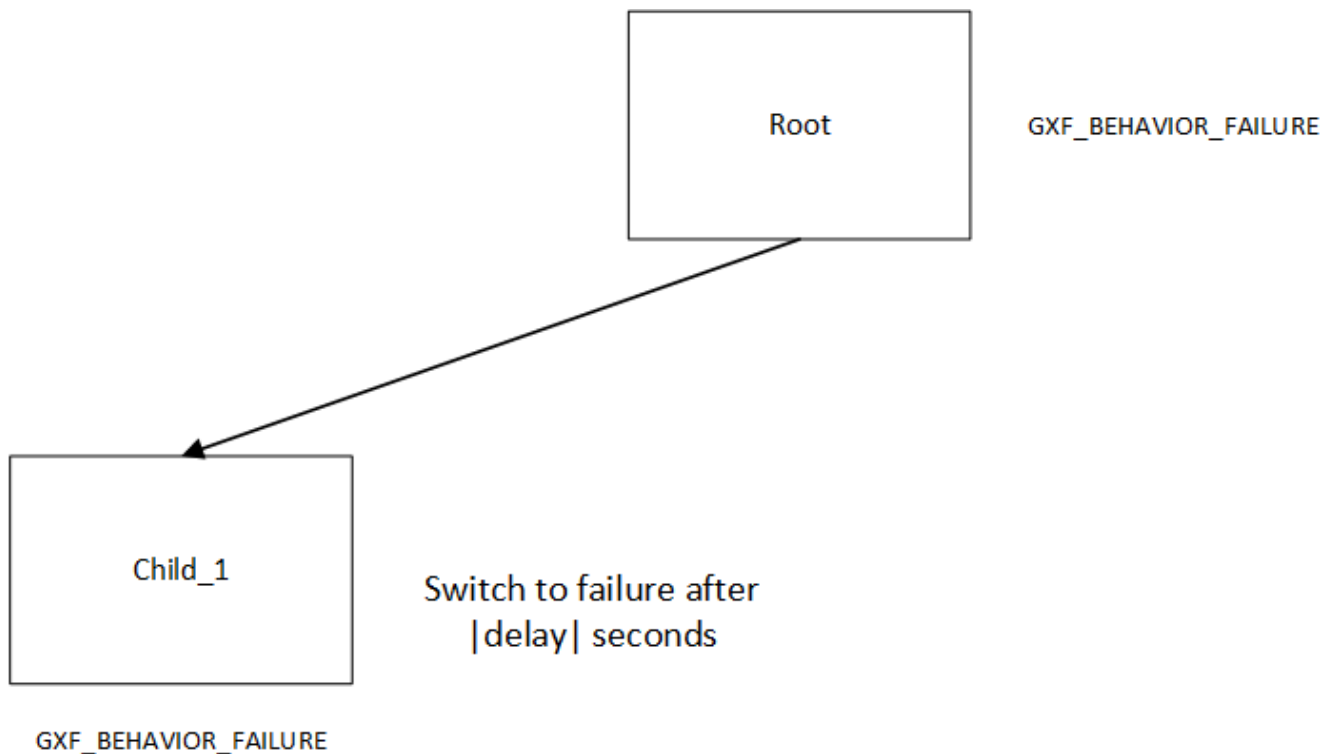 Root
GXF_BEHAVIOR_FAILURE
Child_1
Switch to failure after
|delay| seconds
GXF_BEHAVIOR_FAILURE